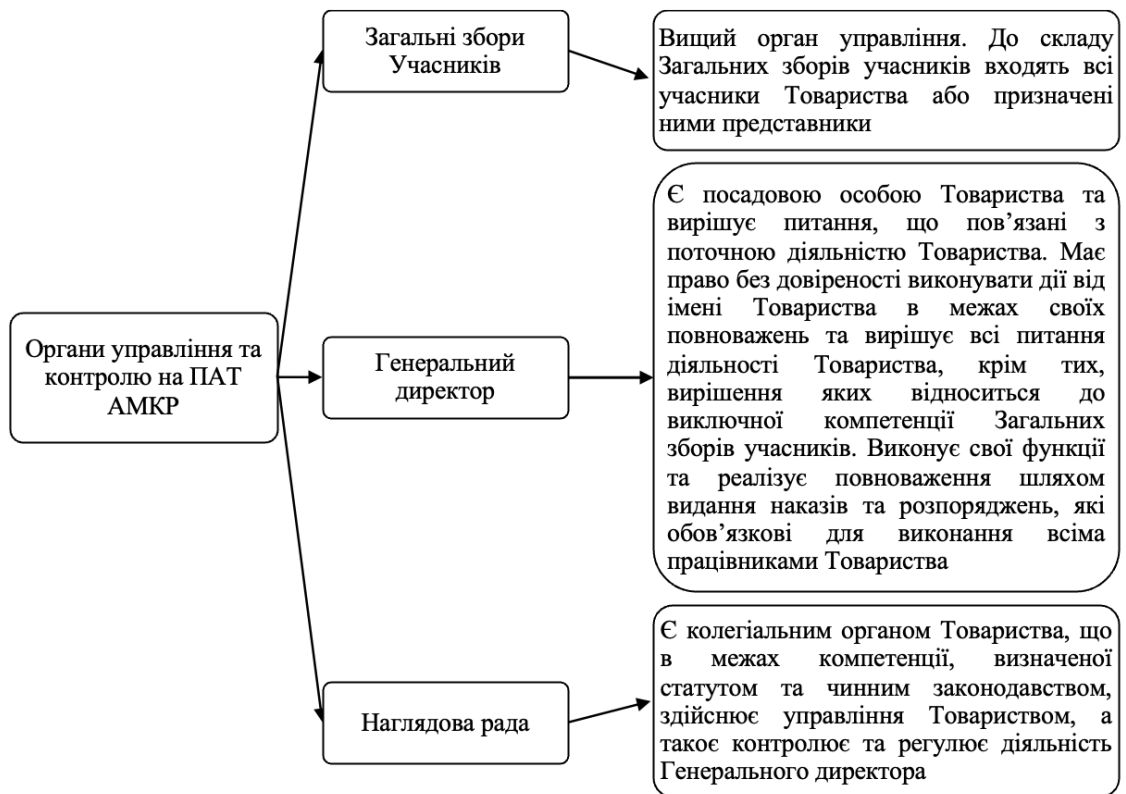 Органи управління та
контролю на ПАТ
АМКР
Загальні збори
Учасників
Вищий орган управління. До складу
Загальних зборів учасників входять всі
учасники Товариства або призначені
ними представники
Генеральний
директор
Є посадовою особою Товариства та
вирішує питання, що пов’язані з
поточною діяльністю Товариства. Має
право без довіреності виконувати дії від
імені Товариства в межах своїх
повноважень та вирішує всі питання
діяльності Товариства, крім тих,
вирішення яких відноситься до
виключної компетенції Загальних
зборів учасників. Виконує свої функції
та реалізує повноваження шляхом
видання наказів та розпоряджень, які
обов’язкові для виконання всіма
працівниками Товариства
Наглядова рада
Є колегіальним органом Товариства, що
в межах компетенції, визначеної
статутом та чинним законодавством,
здійснює управління Товариством, а
такоє контролює та регулює діяльність
Генерального директора